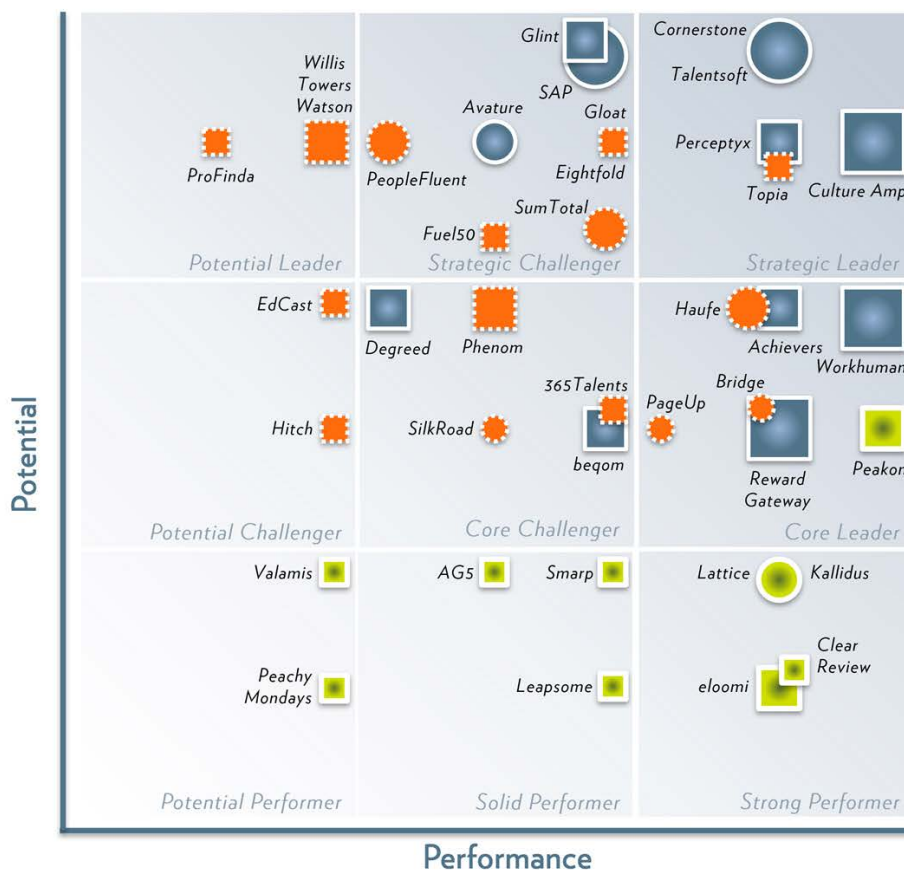 Glint
Cornerstone
Willis
Towers
Watson
Talentsoft
SAP
Avature
Gloat
Perceptyx
ProFinda
PeopleFluent
Eightfold
Topia
Culture Amp
SumTotal
Fuel50
Potential Leader
Strategic Challenger
Strategic Leader
EdCast
Haufe
Degreed
Phenom
Achievers
Workhuman
365Talents
Bridge
PageUp
Hitch
SilkRoad
beqom
Reward
Gateway
Peakon
Potential Challenger
Core Challenger
Core Leader
Valamis
AG5
Smarp
Lattice
Kallidus
Clear
Review
Peachy
Mondays
Leapsome
eloomi
Potential Performer
Solid Performer
Strong Performer
Potential
Performance